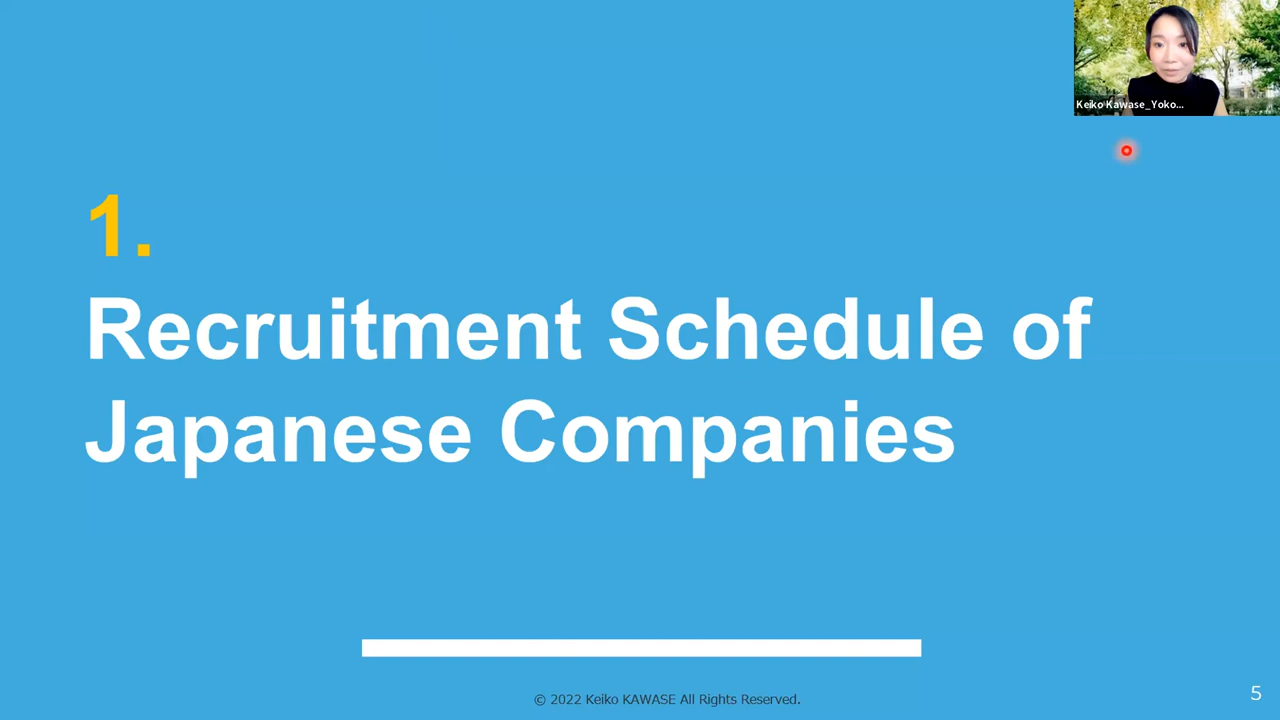 Keiko Kawase_Yoko...
1.
Recruitment Schedule of
Japanese Companies
© 2022 Keiko KAWASE All Rights Reserved.
5